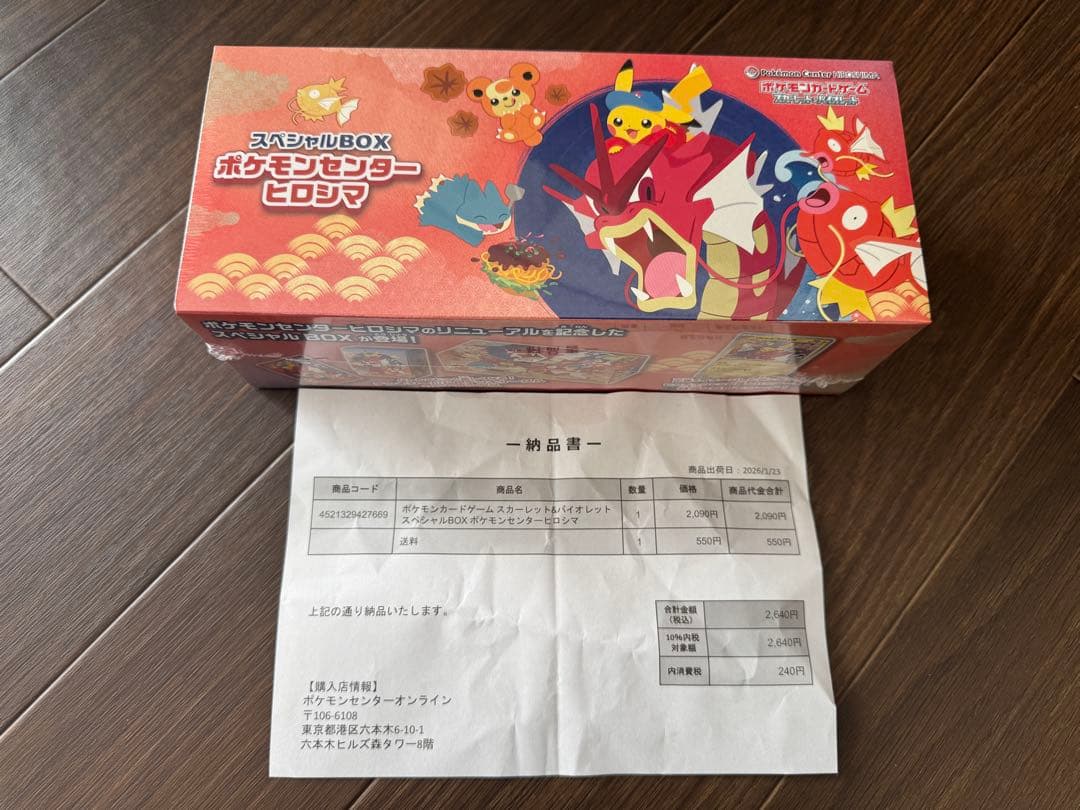 Pokémon Center HIROSHIMA
ポケモンカードゲーム
スカーレット&バイオレット
スペシャルBOX
ポケモンセンター
ヒロシマ
ポケモンセンターヒロシマのリニューアルを記念した
スペシャルBOXが登場!
ー納品書ー
商品出荷日:2026/1/23
商品コード 商品名 数量 価格 商品代金合計
4521329427669 ポケモンカードゲーム スカーレット&バイオレット 1 2,090円 2,090円
スペシャルBOX ポケモンセンターヒロシマ
送料 1 550円 550円
上記の通り納品いたします。
合計金額
(税込) 2,640円
10%内税
対象額 2,640円
内消費税 240円
【購入店情報】
ポケモンセンターオンライン
〒106-6108
東京都港区六本木6-10-1
六本木ヒルズ森タワー8階